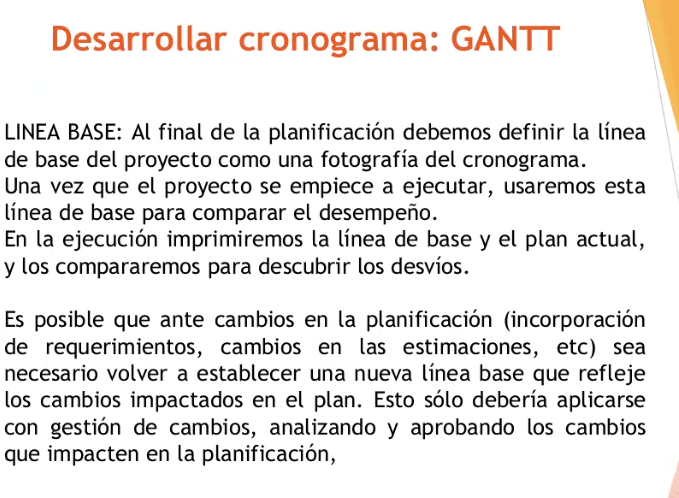 Desarrollar cronograma: GANTT
LINEA BASE: Al final de la planificación debemos definir la línea
de base del proyecto como una fotografía del cronograma.
Una vez que el proyecto se empiece a ejecutar, usaremos esta
línea de base para comparar el desempeño.
En la ejecución imprimiremos la línea de base y el plan actual,
y los compararemos para descubrir los desvíos.
Es posible que ante cambios en la planificación (incorporación
de requerimientos, cambios en las estimaciones, etc) sea
necesario volver a establecer una nueva línea base que refleje
los cambios impactados en el plan. Esto sólo debería aplicarse
con gestión de cambios, analizando y aprobando los cambios
que impacten en la planificación,